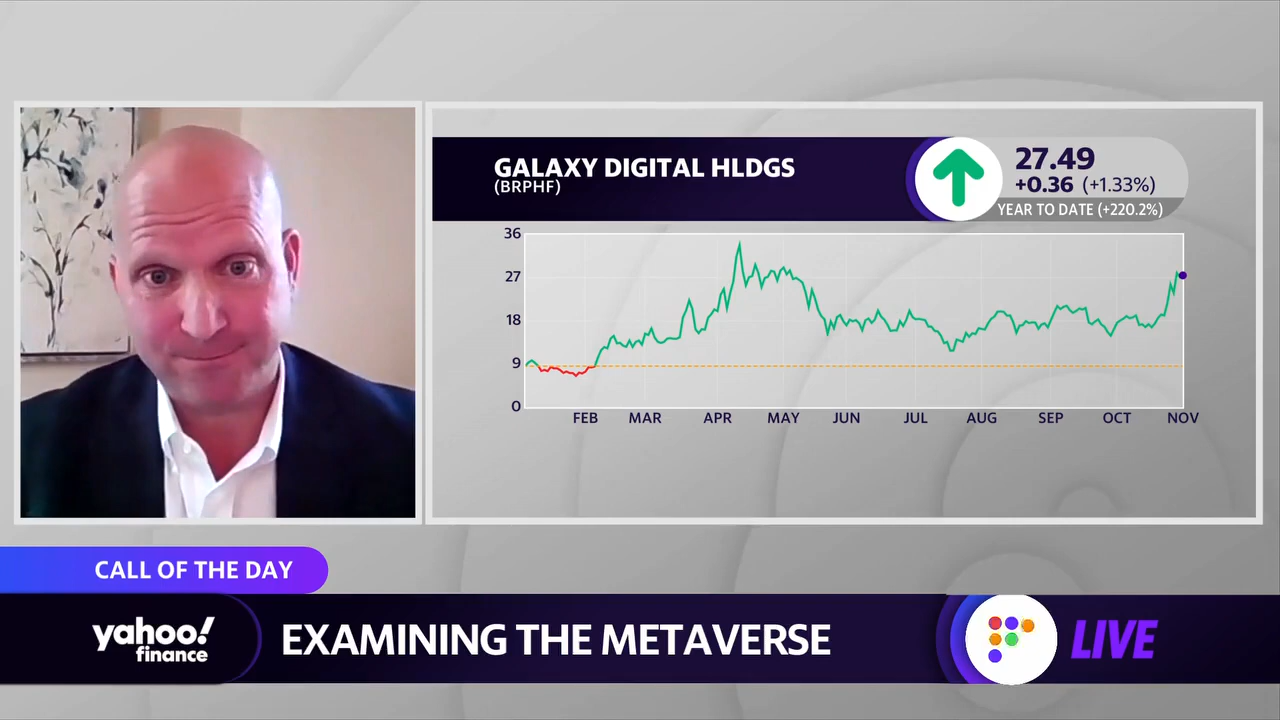 GALAXY DIGITAL HLDGS
(BRPHF)
27.49
+0.36 (+1.33%)
YEAR TO DATE (+220.2%)
36
27
18
9
0
FEB MAR APR MAY JUN JUL AUG SEP OCT NOV
CALL OF THE DAY
yahoo!
finance
EXAMINING THE METAVERSE
LIVE